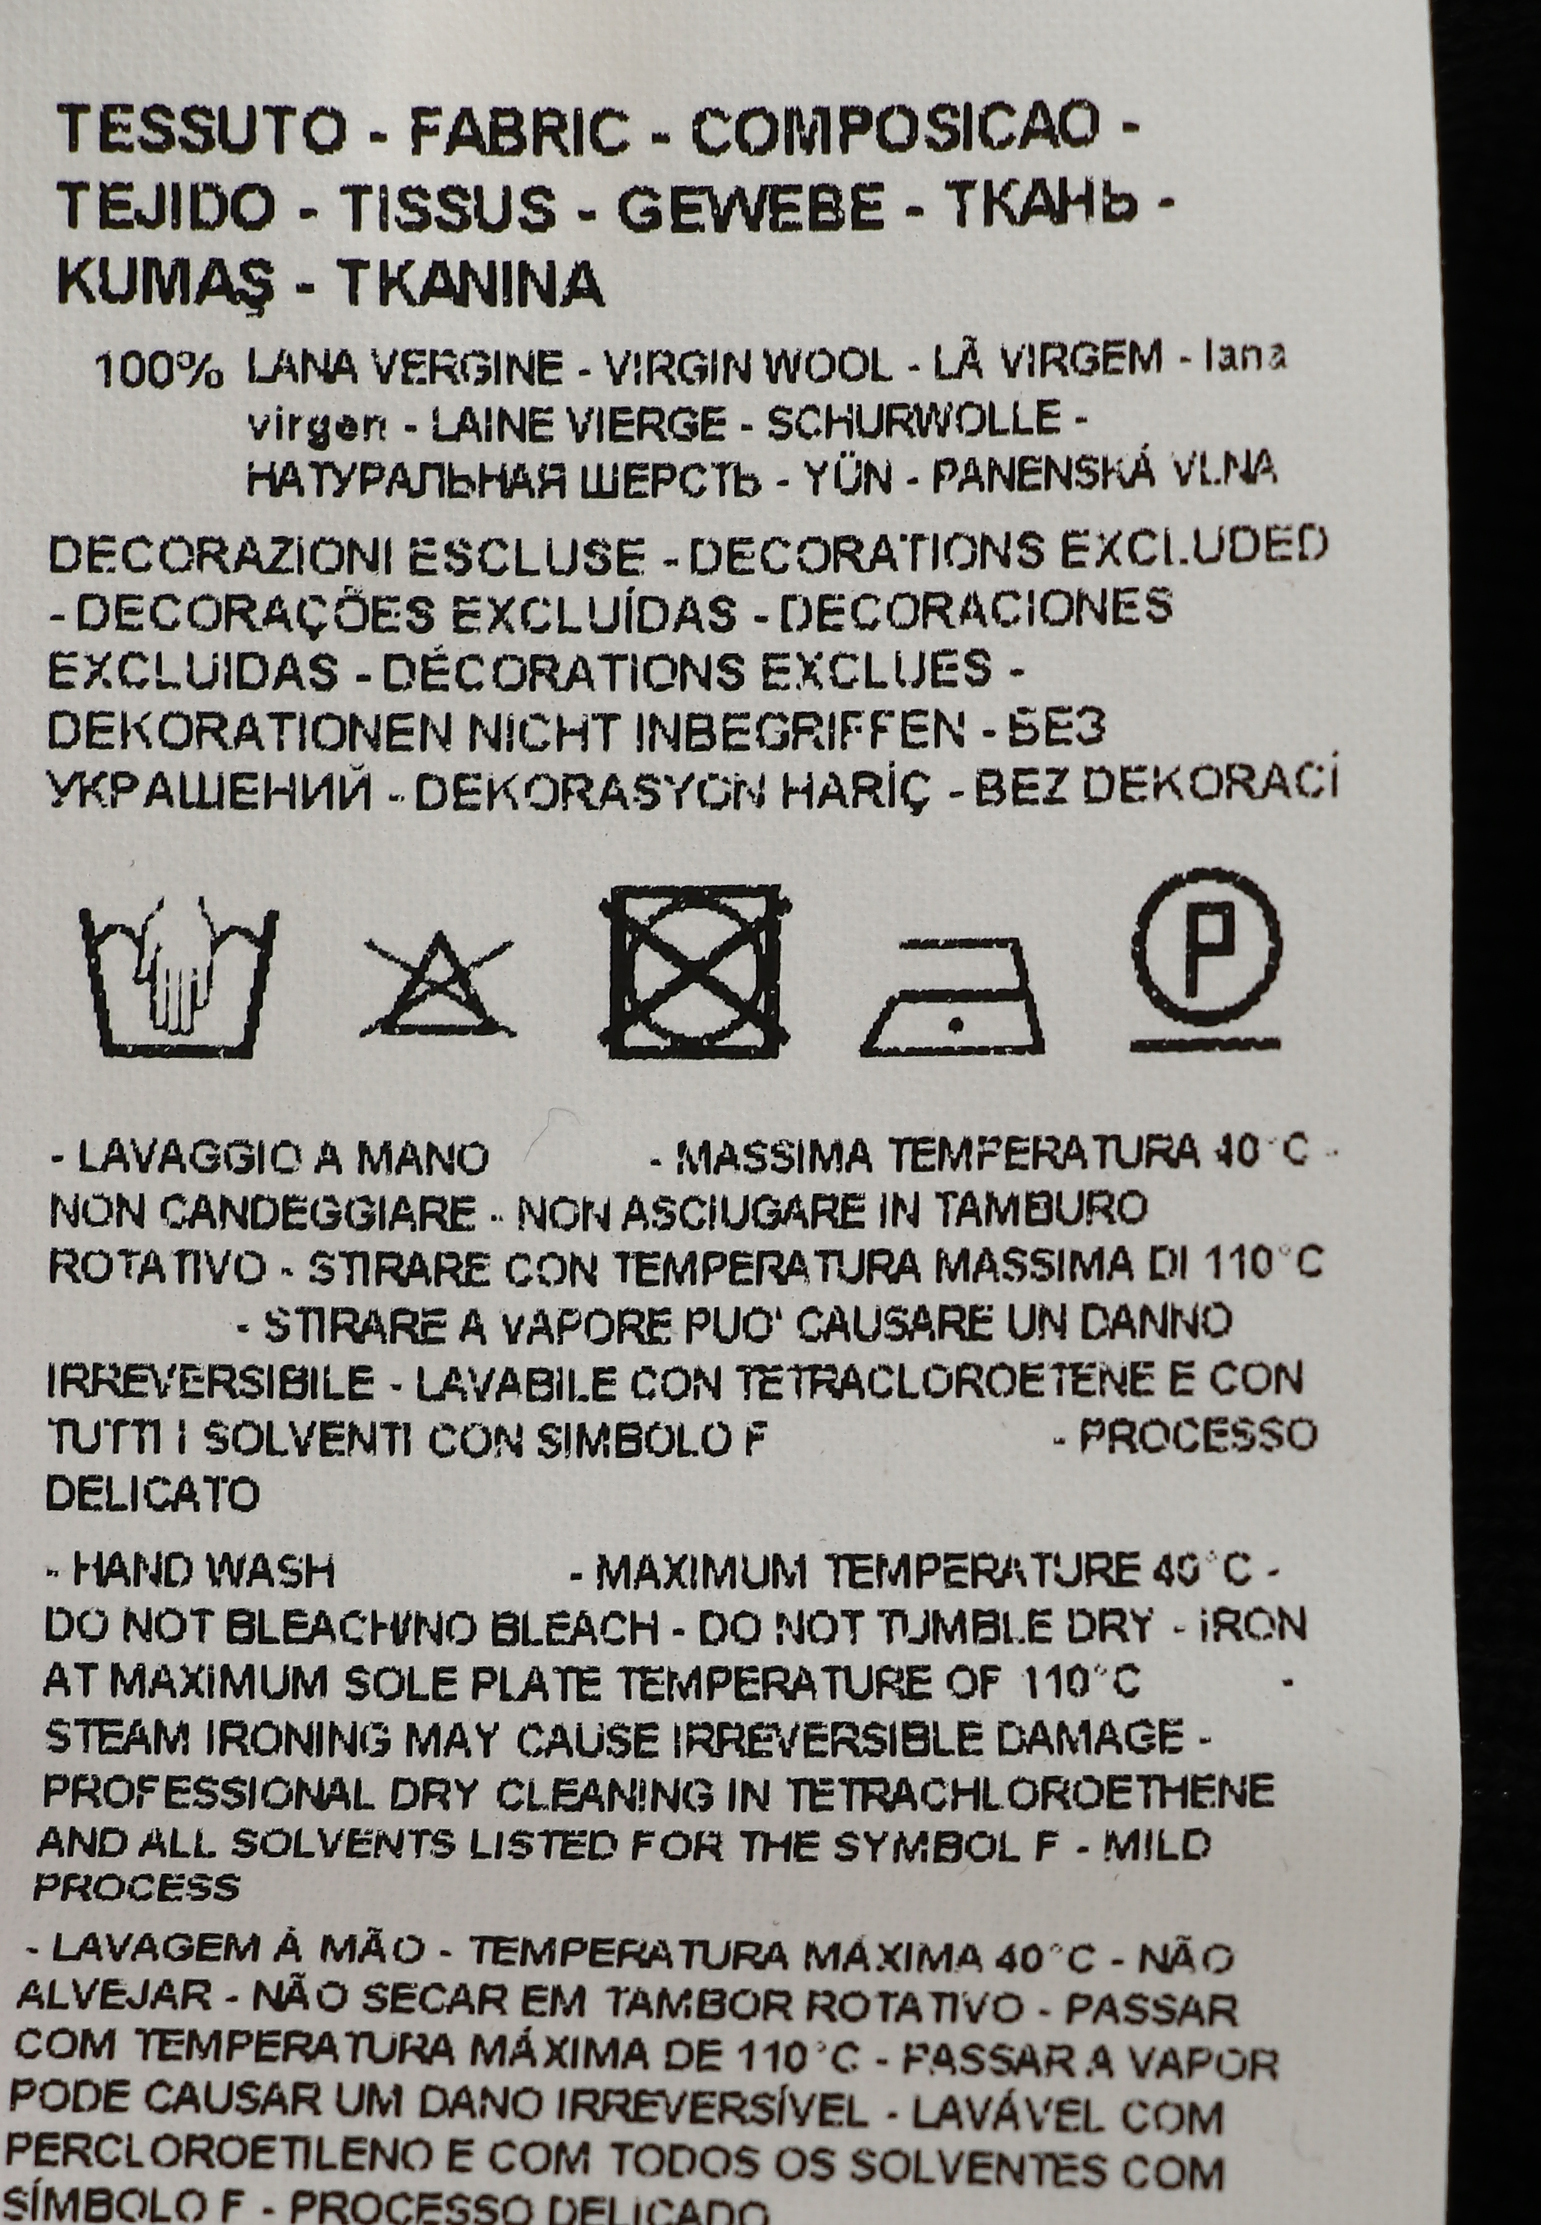 TESSUTO - FABRIC - COMPOSICAO -
TEJIDO - TISSUS - GEWEBE - ТКАНЬ -
KUMAŞ - TKANINA
100% LANA VERGINE - VIRGIN WOOL - LÃ VIRGEM - lana
virgen - LAINE VIERGE - SCHURWOLLE -
НАТУРАЛЬНАЯ ШЕРСТЬ - YÜN - PANENSKÁ VLNA
DECORAZIONI ESCLUSE - DECORATIONS EXCLUDED
- DECORAÇÕES EXCLUÍDAS - DECORACIONES
EXCLUIDAS - DÉCORATIONS EXCLUES -
DEKORATIONEN NICHT INBEGRIFFEN - БЕЗ
УКРАШЕНИЙ - DEKORASYON HARİÇ - BEZ DEKORACÍ
P
- LAVAGGIO A MANO - MASSIMA TEMPERATURA 40°C -
NON CANDEGGIARE - NON ASCIUGARE IN TAMBURO
ROTATIVO - STIRARE CON TEMPERATURA MASSIMA DI 110°C
- STIRARE A VAPORE PUO' CAUSARE UN DANNO
IRREVERSIBILE - LAVABILE CON TETRACLOROETENE E CON
TUTTI I SOLVENTI CON SIMBOLO F - PROCESSO
DELICATO
- HAND WASH - MAXIMUM TEMPERATURE 40°C -
DO NOT BLEACH/NO BLEACH - DO NOT TUMBLE DRY - IRON
AT MAXIMUM SOLE PLATE TEMPERATURE OF 110°C -
STEAM IRONING MAY CAUSE IRREVERSIBLE DAMAGE -
PROFESSIONAL DRY CLEANING IN TETRACHLOROETHENE
AND ALL SOLVENTS LISTED FOR THE SYMBOL F - MILD
PROCESS
- LAVAGEM À MÃO - TEMPERATURA MÁXIMA 40°C - NÃO
ALVEJAR - NÃO SECAR EM TAMBOR ROTATIVO - PASSAR
COM TEMPERATURA MÁXIMA DE 110°C - PASSAR A VAPOR
PODE CAUSAR UM DANO IRREVERSÍVEL - LAVÁVEL COM
PERCLOROETILENO E COM TODOS OS SOLVENTES COM
SÍMBOLO F - PROCESSO DELICADO